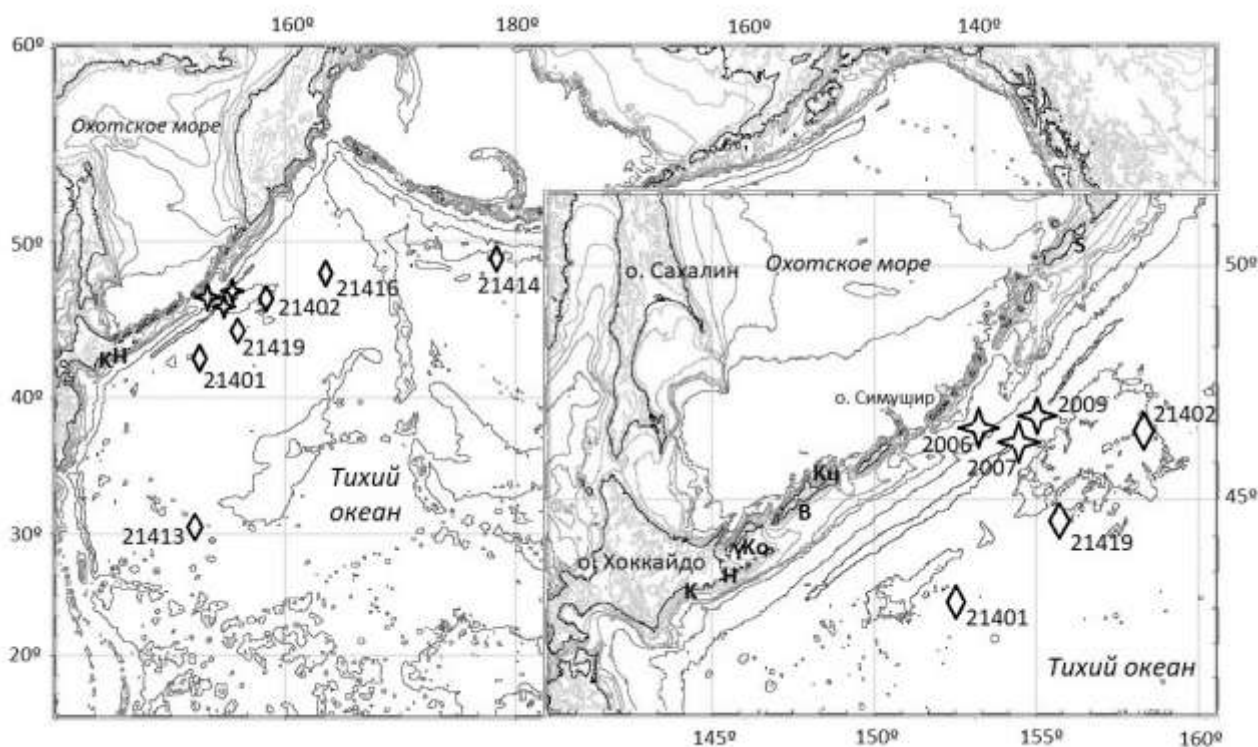 160º
180º
160º
140º
60º
Охотское море
50º
21416
21414
21402
21419
21401
К
Н
40º
Тихий
океан
21413
30º
20º
о. Сахалин
Охотское море
S
50º
о. Симушир
2009
21402
2006
2007
Кц
В
45º
21419
Ко
о. Хоккайдо
Н
К
21401
Тихий океан
145º
150º
155º
160º